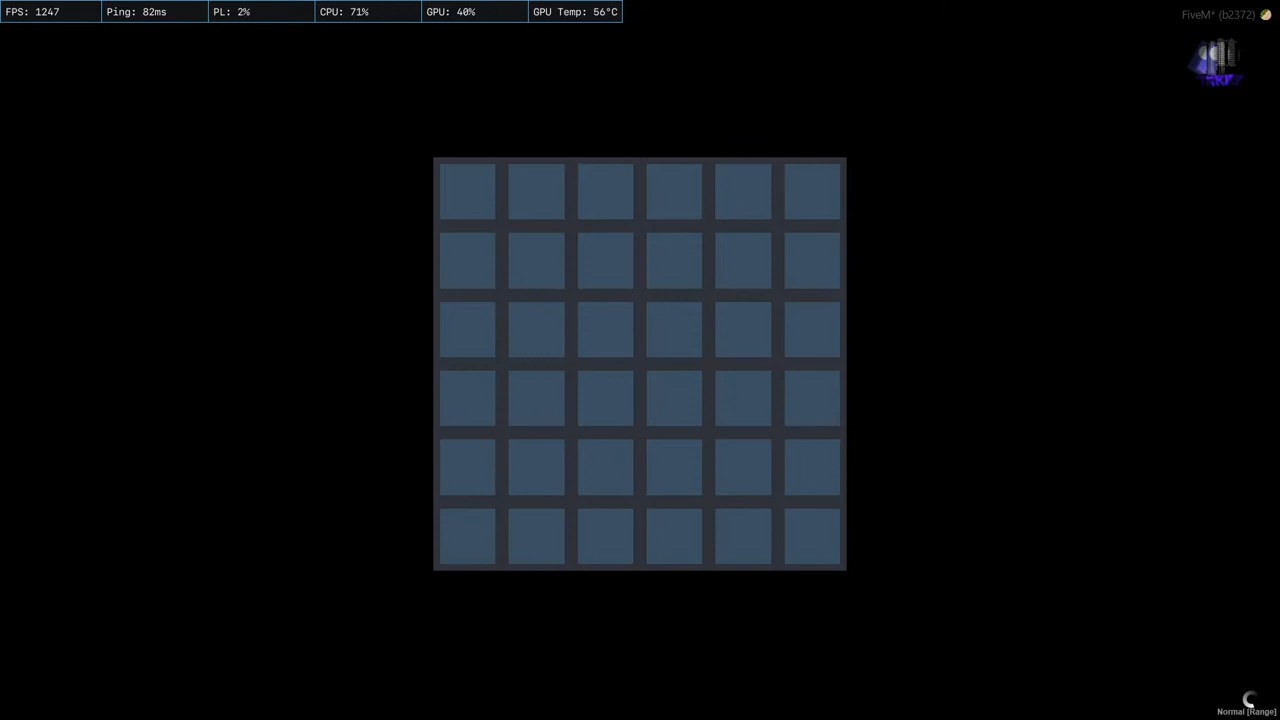 FPS: 1247 Ping: 82ms PL: 2% CPU: 71% GPU: 40% GPU Temp: 56°C
FiveM* (b2372)
Normal [Range]